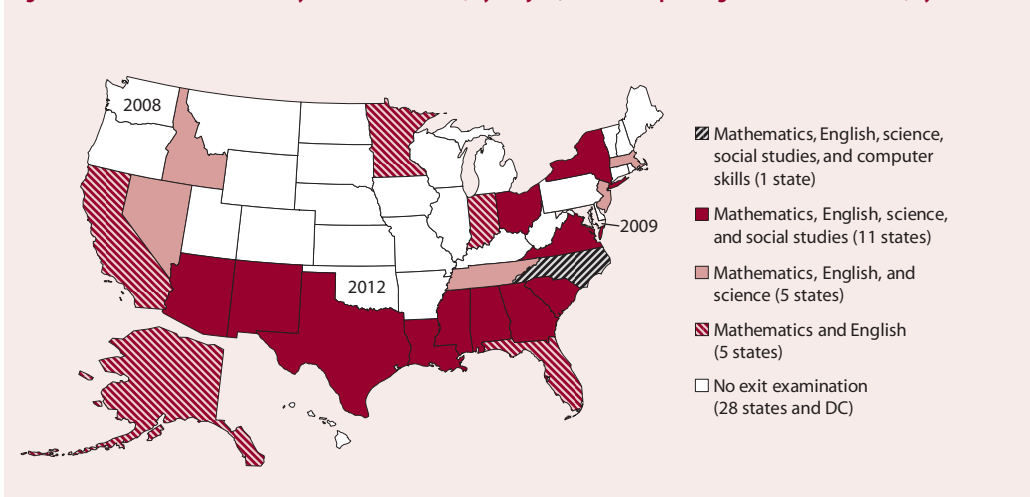 2008
2009
2012
Mathematics, English, science,
social studies, and computer
skills (1 state)
Mathematics, English, science,
and social studies (11 states)
Mathematics, English, and
science (5 states)
Mathematics and English
(5 states)
No exit examination
(28 states and DC)